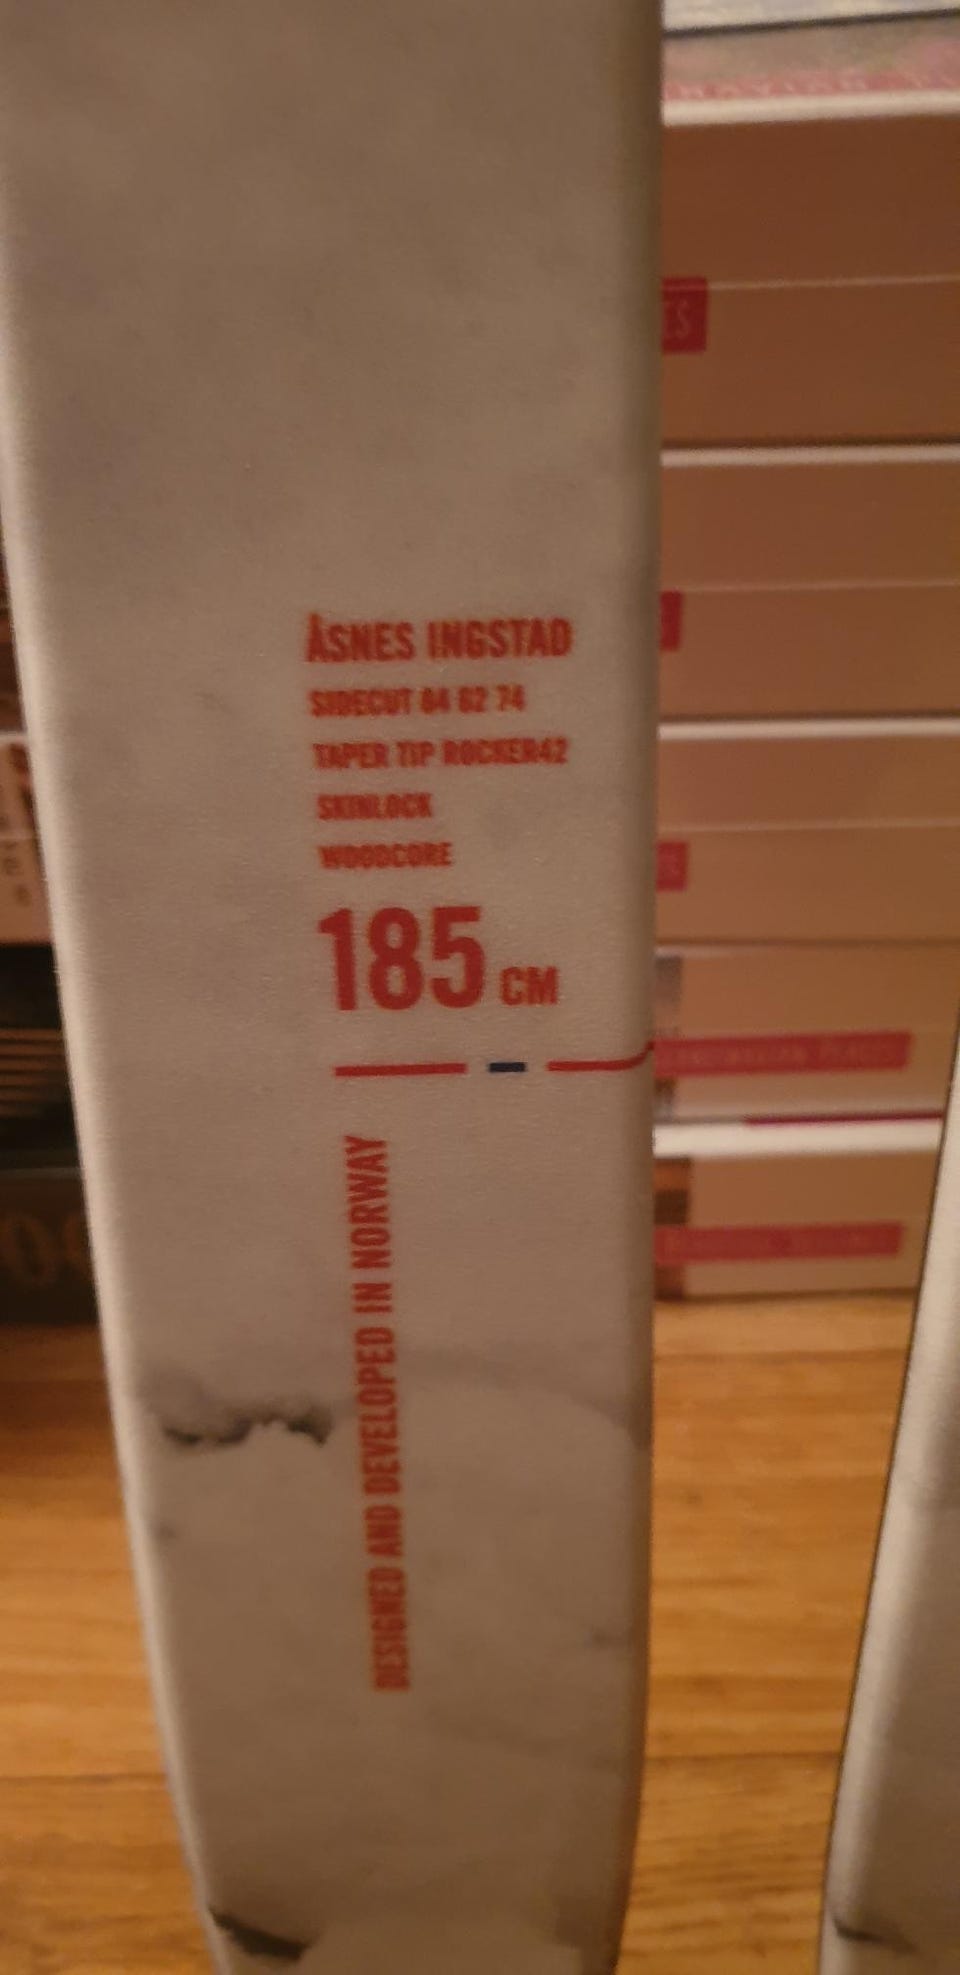 ÅSNES INGSTAD
SIDECUT 84 62 74
TAPER TIP ROCKER42
SKINLOCK
WOODCORE
185 CM
DESIGNED AND DEVELOPED IN NORWAY